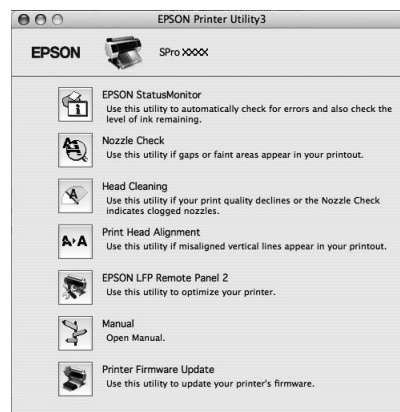 EPSON Printer Utility3
EPSON
SPro XXXX
EPSON StatusMonitor
Use this utility to automatically check for errors and also check the
level of ink remaining.
Nozzle Check
Use this utility if gaps or faint areas appear in your printout.
Head Cleaning
Use this utility if your print quality declines or the Nozzle Check
indicates clogged nozzles.
A›A
Print Head Alignment
Use this utility if misaligned vertical lines appear in your printout.
EPSON LFP Remote Panel 2
Use this utility to optimize your printer.
Manual
Open Manual.
Printer Firmware Update
Use this utility to update your printer's firmware.